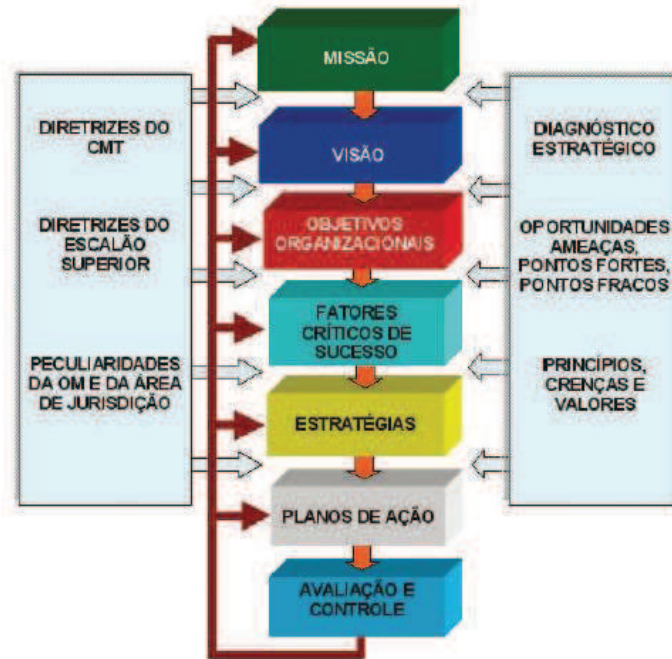 MISSÃO
DIRETRIZES DO
CMT
DIRETRIZES DO
ESCALÃO
SUPERIOR
PECULIARIDADES
DA OM E DA ÁREA
DE JURISDIÇÃO
VISÃO
OBJETIVOS
ORGANIZACIONAIS
FATORES
CRÍTICOS DE
SUCESSO
ESTRATÉGIAS
PLANOS DE AÇÃO
AVALIAÇÃO E
CONTROLE
DIAGNÓSTICO
ESTRATÉGICO
OPORTUNIDADES
AMEAÇAS,
PONTOS FORTES,
PONTOS FRACOS
PRINCÍPIOS,
CRENÇAS E
VALORES